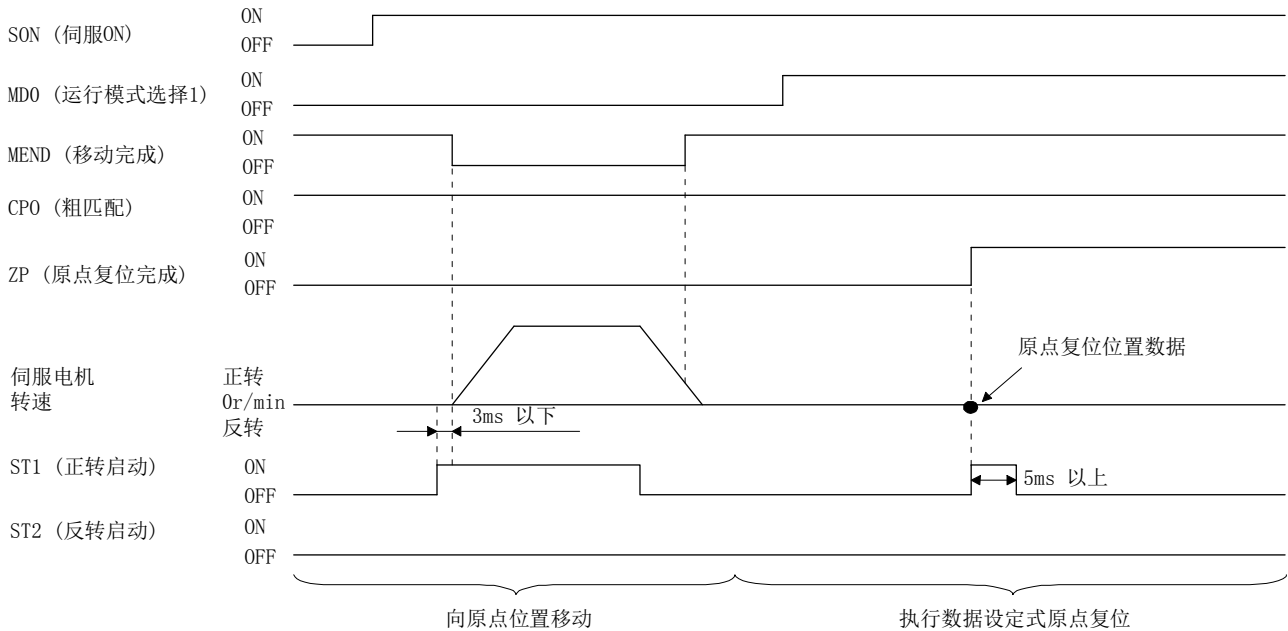 SON (伺服ON)
ON
OFF
MD0 (运行模式选择1)
ON
OFF
MEND (移动完成)
ON
OFF
CPO (粗匹配)
ON
OFF
ZP (原点复位完成)
ON
OFF
原点复位位置数据
伺服电机
转速
正转
0r/min
反转
3ms 以下
ST1 (正转启动)
ON
OFF
5ms 以上
ST2 (反转启动)
ON
OFF
向原点位置移动
执行数据设定式原点复位